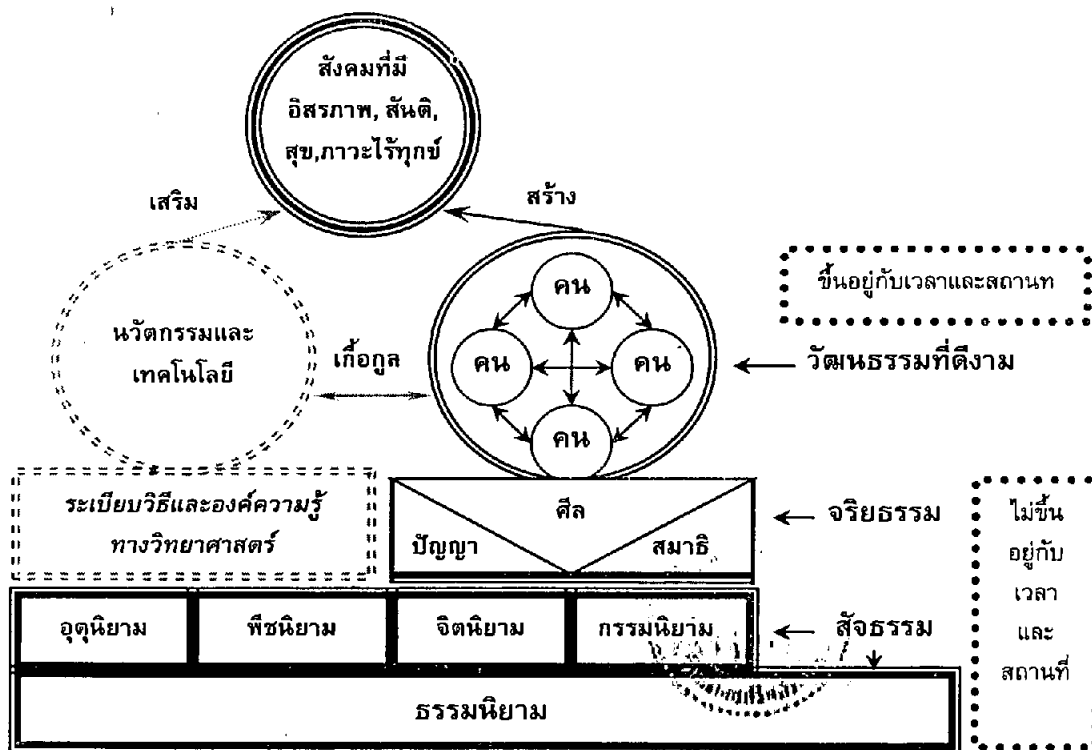 สังคมที่มี
อิสรภาพ, สันติ,
สุข,ภาวะไร้ทุกข์
เสริม
สร้าง
นวัตกรรมและ
เทคโนโลยี
เกื้อกูล
คน
คน
คน
คน
ขึ้นอยู่กับเวลาและสถานท
วัฒนธรรมที่ดีงาม
ระเบียบวิธีและองค์ความรู้
ทางวิทยาศาสตร์
ศีล
ปัญญา
สมาธิ
จริยธรรม
ไม่ขึ้น
อยู่กับ
เวลา
และ
สถานที่
อุตุนิยาม
พีชนิยาม
จิตนิยาม
กรรมนิยาม
สัจธรรม
ธรรมนิยาม